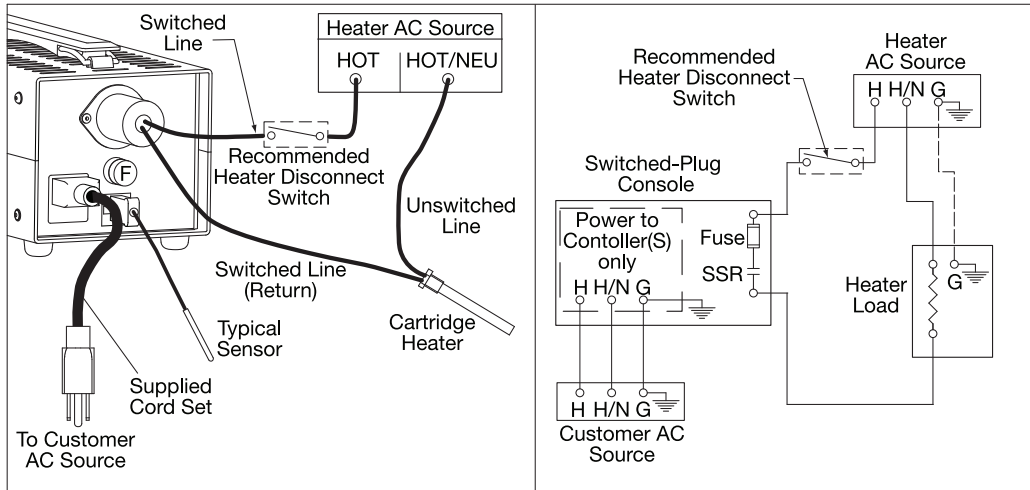 Switched
Line
Heater AC Source
HOT
HOT/NEU
Recommended
Heater Disconnect
Switch
F
Unswitched
Line
Switched Line
(Return)
Typical
Sensor
Cartridge
Heater
Supplied
Cord Set
To Customer
AC Source
Heater
AC Source
Recommended
Heater Disconnect
Switch
H H/N G
Switched-Plug
Console
Power to
Contoller(S)
only
H H/N G
Fuse
SSR
Heater
Load
G
H H/N G
Customer AC
Source